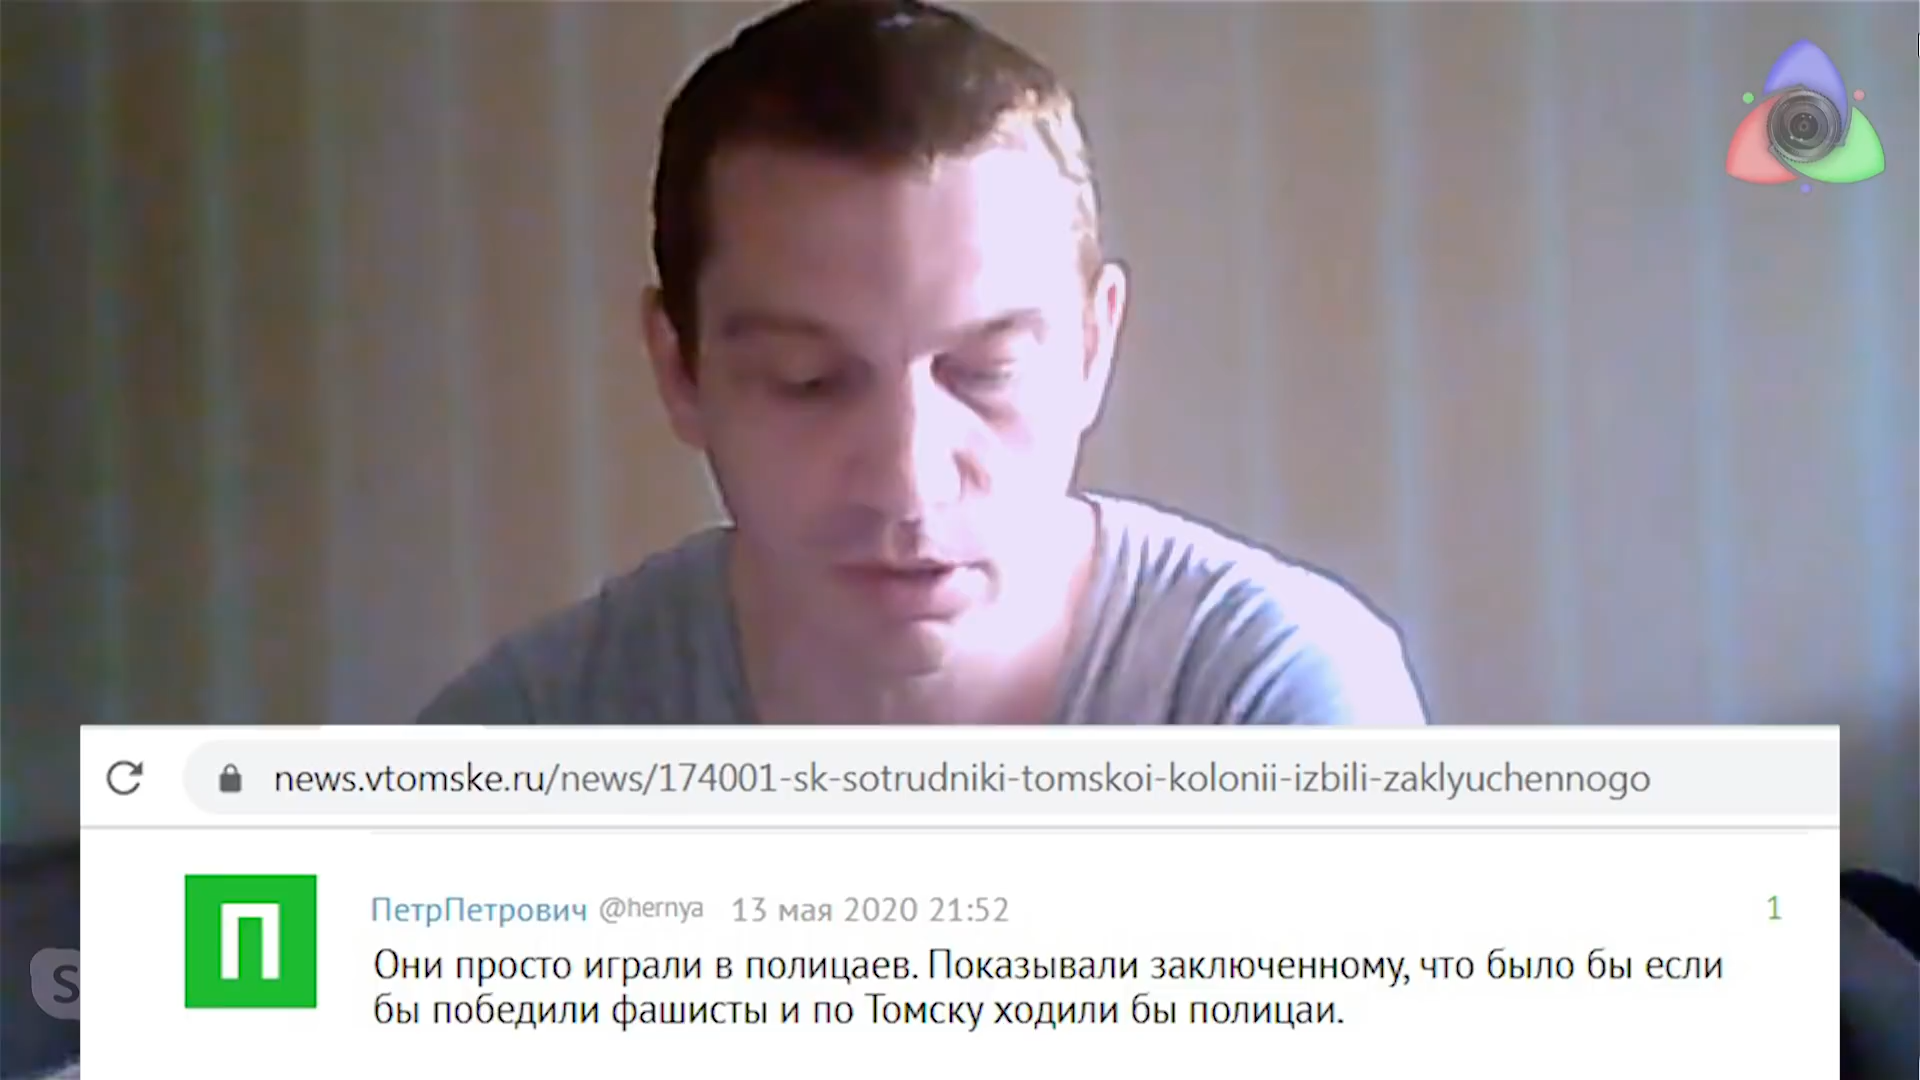 news.vtomske.ru/news/174001-sk-sotrudniki-tomskoi-kolonii-izbili-zaklyuchennogo
П
ПетрПетрович @hernya 13 мая 2020 21:52 1
Они просто играли в полицаев. Показывали заключенному, что было бы если
бы победили фашисты и по Томску ходили бы полицаи.
S